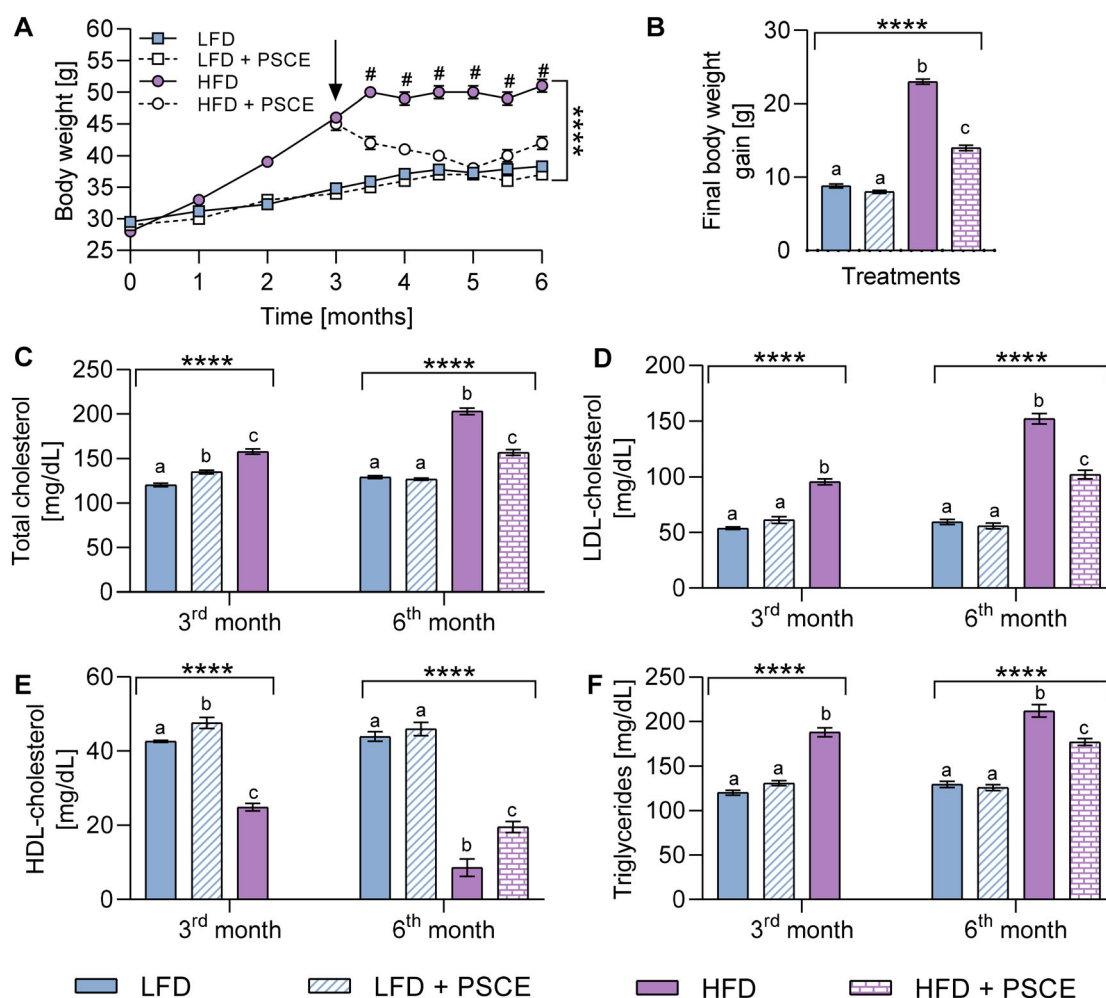 A
Body weight [g]
60
55
50
45
40
35
30
25
LFD
LFD + PSCE
HFD
HFD + PSCE
# # # # # #
****
0 1 2 3 4 5 6
Time [months]
B
Final body weight
gain [g]
30
20
10
0
****
a a b c
Treatments
C
Total cholesterol
[mg/dL]
250
200
150
100
50
0
**** ****
a b c a a b c
3rd month 6th month
D
LDL-cholesterol
[mg/dL]
200
150
100
50
0
**** ****
a a b a a b c
3rd month 6th month
E
HDL-cholesterol
[mg/dL]
60
40
20
0
**** ****
a b c a a b c
3rd month 6th month
F
Triglycerides [mg/dL]
250
200
150
100
50
0
**** ****
a a b a a b c
3rd month 6th month
LFD LFD + PSCE HFD HFD + PSCE